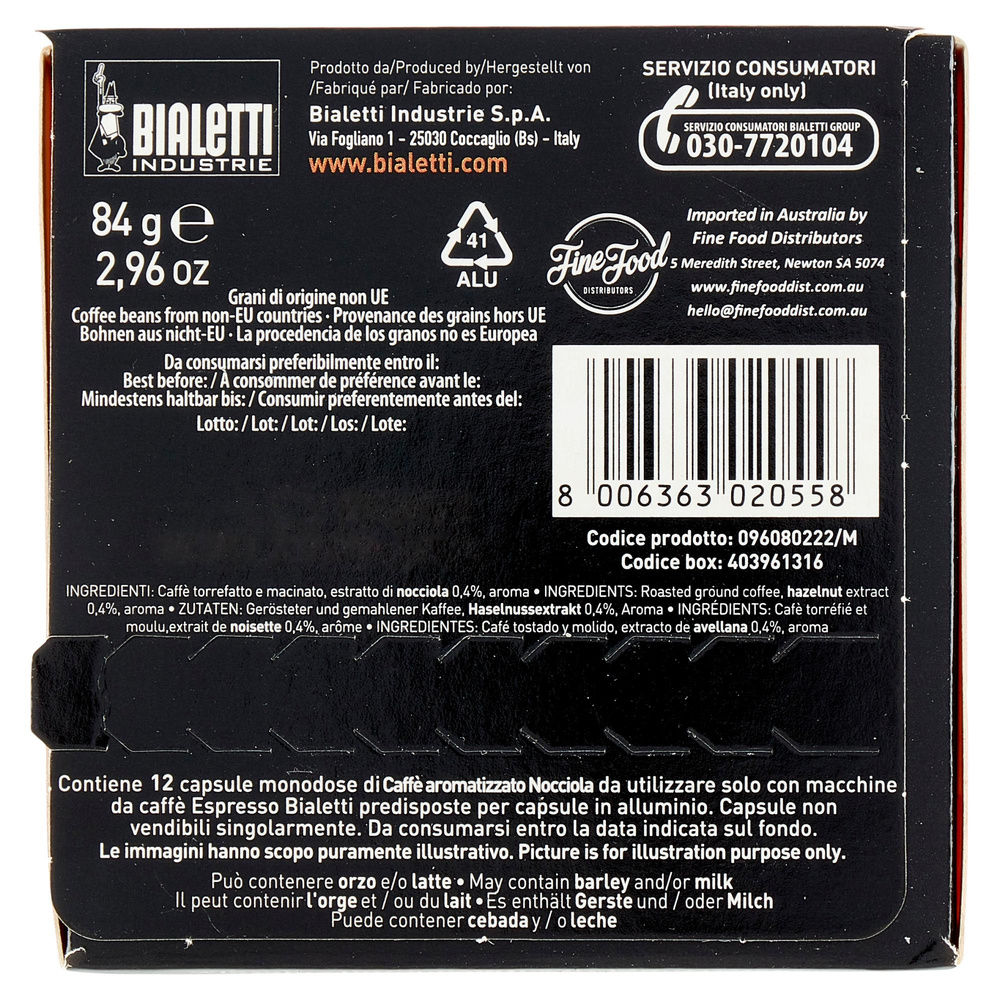 BIALETTI
INDUSTRIE
Prodotto da/Produced by/Hergestellt von
/Fabriqué par/ Fabricado por:
Bialetti Industrie S.p.A.
Via Fogliano 1 – 25030 Coccaglio (Bs) – Italy
www.bialetti.com
SERVIZIO CONSUMATORI
(Italy only)
SERVIZIO CONSUMATORI BIALETTI GROUP
030-7720104
84 g ℮
2,96 oz
41
ALU
Fine Food
DISTRIBUTORS
Imported in Australia by
Fine Food Distributors
5 Meredith Street, Newton SA 5074
www.finefooddist.com.au
hello@finefooddist.com.au
Grani di origine non UE
Coffee beans from non-EU countries · Provenance des grains hors UE
Bohnen aus nicht-EU · La procedencia de los granos no es Europea
Da consumarsi preferibilmente entro il:
Best before: / À consommer de préférence avant le:
Mindestens haltbar bis: / Consumir preferentemente antes del:
Lotto: / Lot: / Lot: / Los: / Lote:
8 006363 020558
Codice prodotto: 096080222/M
Codice box: 403961316
INGREDIENTI: Caffè torrefatto e macinato, estratto di nocciola 0,4%, aroma • INGREDIENTS: Roasted ground coffee, hazelnut extract
0,4%, aroma • ZUTATEN: Gerösteter und gemahlener Kaffee, Haselnussextrakt 0,4%, Aroma • INGRÉDIENTS: Cafè torréfié et
moulu,extrait de noisette 0,4%, arôme • INGREDIENTES: Café tostado y molido, extracto de avellana 0,4%, aroma
Contiene 12 capsule monodose di Caffè aromatizzato Nocciola da utilizzare solo con macchine
da caffè Espresso Bialetti predisposte per capsule in alluminio. Capsule non
vendibili singolarmente. Da consumarsi entro la data indicata sul fondo.
Le immagini hanno scopo puramente illustrativo. Picture is for illustration purpose only.
Può contenere orzo e/o latte • May contain barley and/or milk
Il peut contenir l'orge et / ou du lait • Es enthält Gerste und / oder Milch
Puede contener cebada y / o leche